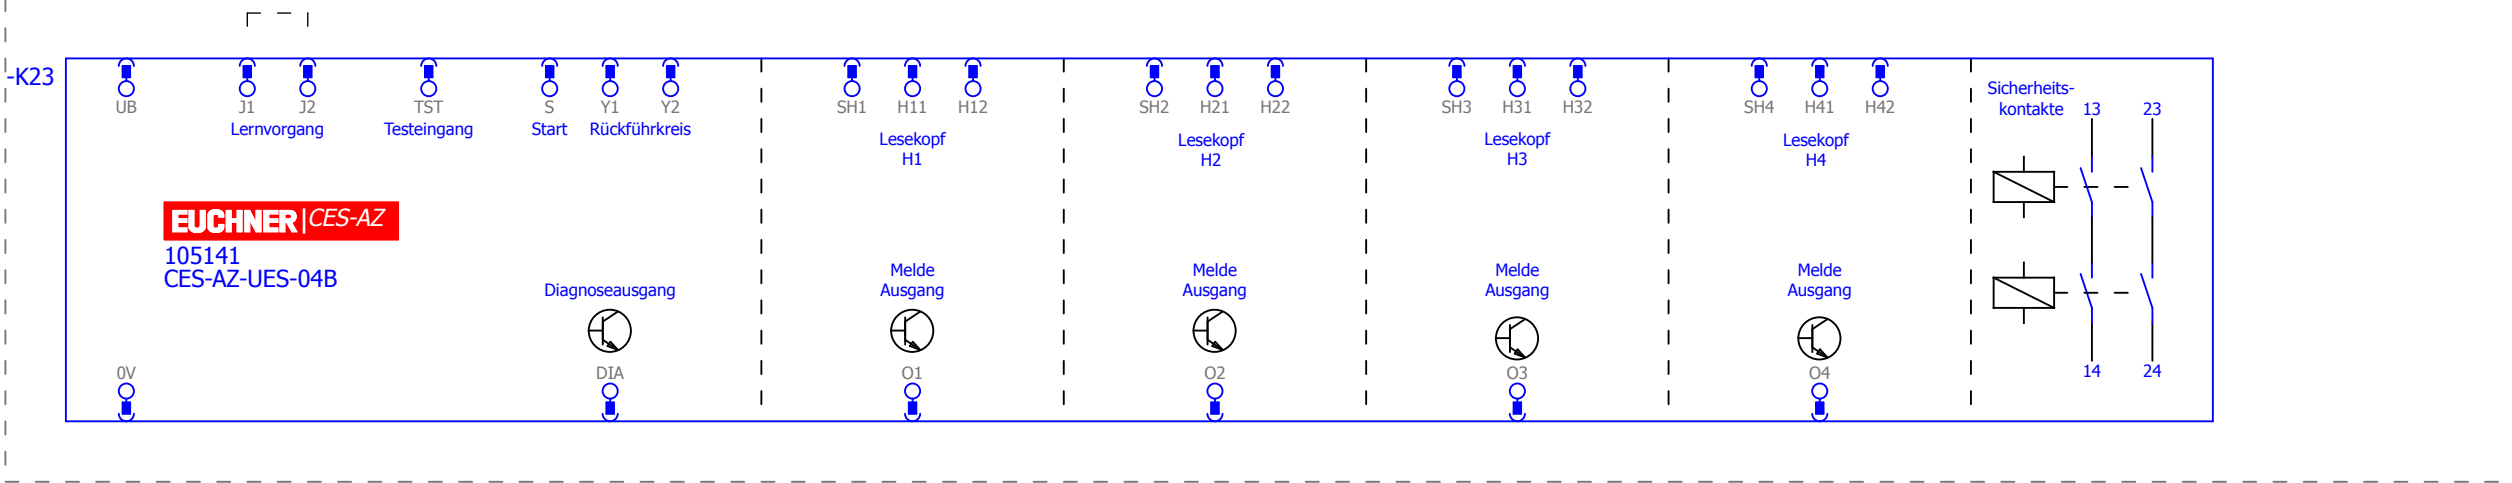 -K23
UB
J1
J2
TST
S
Y1
Y2
SH1
H11
H12
SH2
H21
H22
SH3
H31
H32
SH4
H41
H42
Lernvorgang
Testeingang
Start
Rückführkreis
Lesekopf
H1
Lesekopf
H2
Lesekopf
H3
Lesekopf
H4
Sicherheits-
kontakte
13
23
EUCHNER CES-AZ
105141
CES-AZ-UES-04B
Diagnoseausgang
Melde
Ausgang
Melde
Ausgang
Melde
Ausgang
Melde
Ausgang
0V
DIA
O1
O2
O3
O4
14
24